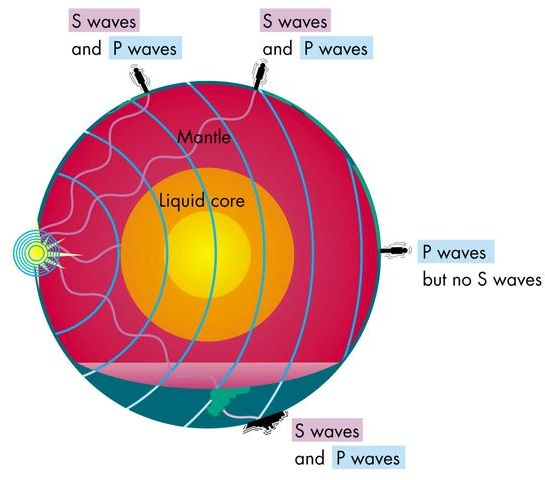 S waves
and P waves
S waves
and P waves
Mantle
Liquid core
P waves
but no S waves
S waves
and P waves